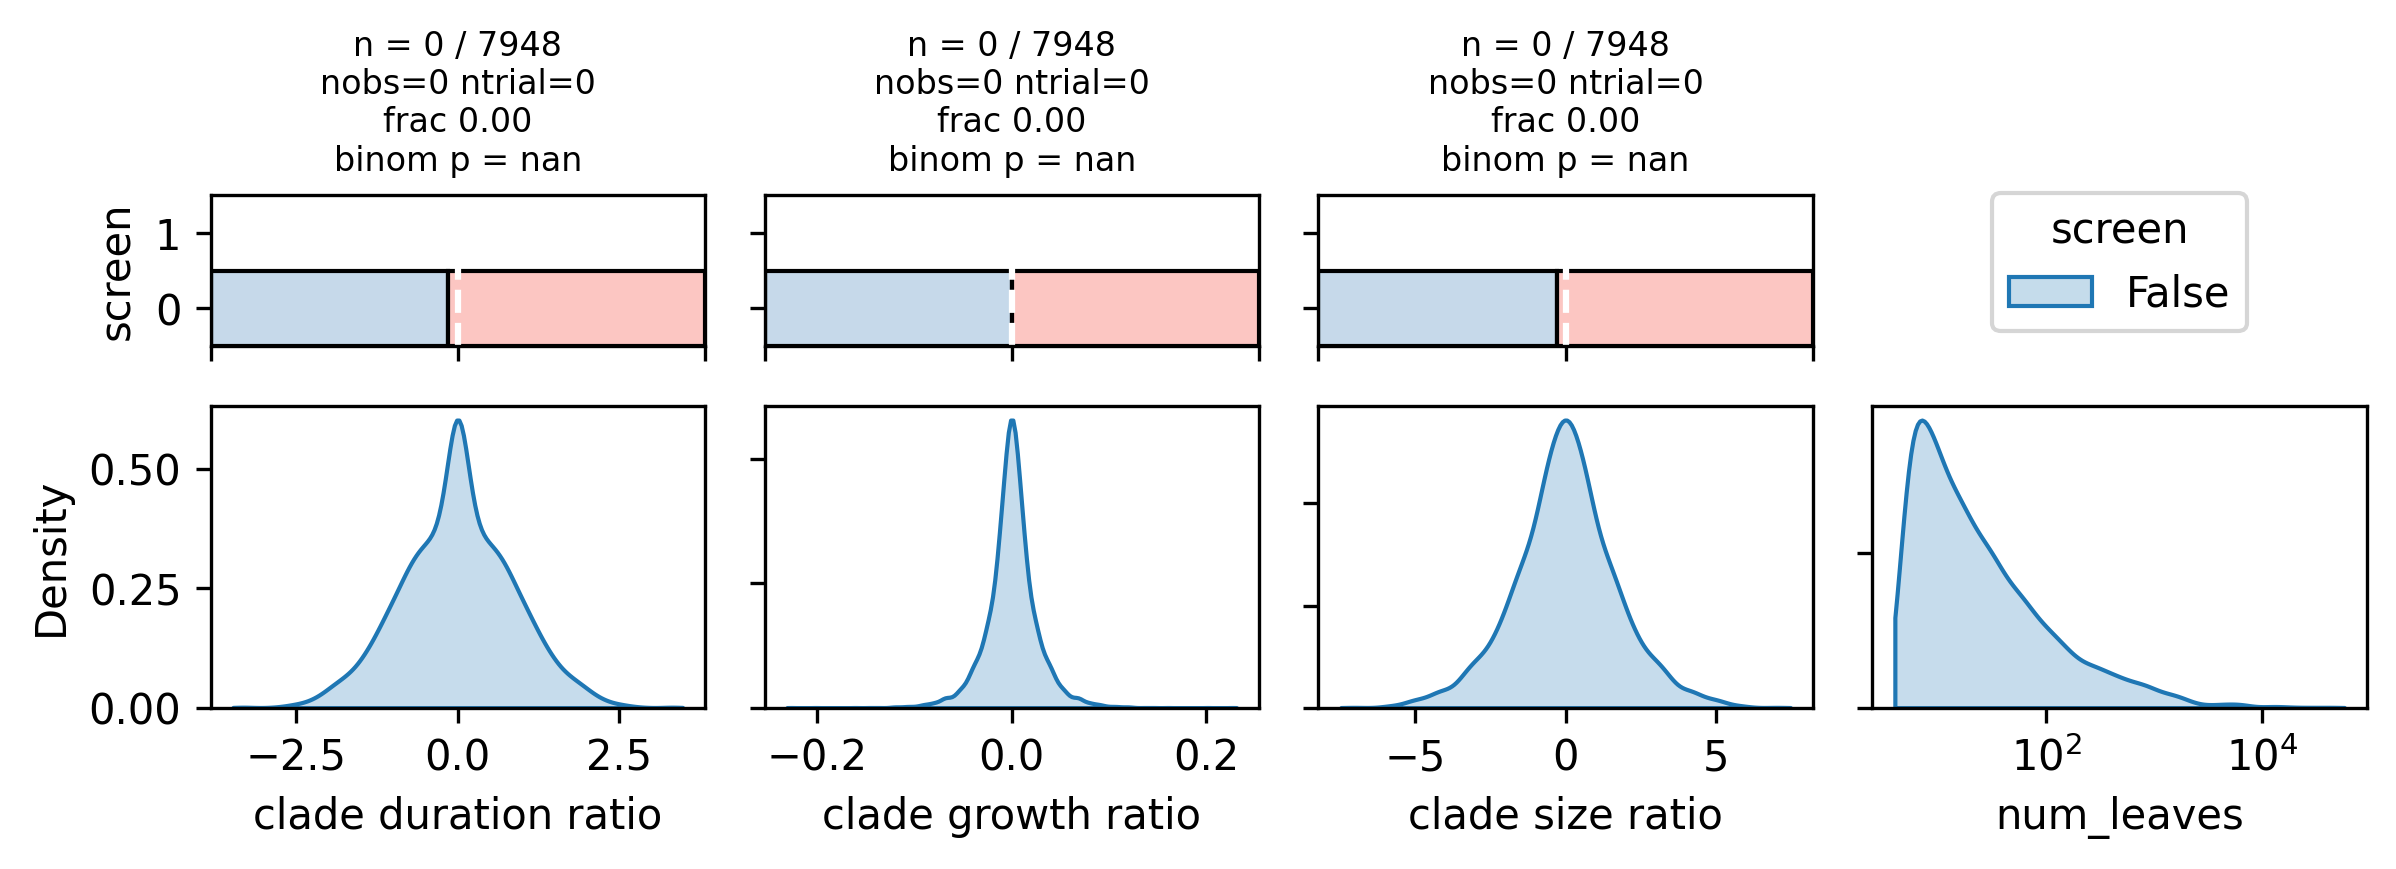 n = 0 / 7948
nobs=0 ntrial=0
frac 0.00
binom p = nan
n = 0 / 7948
nobs=0 ntrial=0
frac 0.00
binom p = nan
n = 0 / 7948
nobs=0 ntrial=0
frac 0.00
binom p = nan
screen
1
0
screen
False
Density
0.50
0.25
0.00
−2.5 0.0 2.5
clade duration ratio
−0.2 0.0 0.2
clade growth ratio
−5 0 5
clade size ratio
10² 10⁴
num_leaves